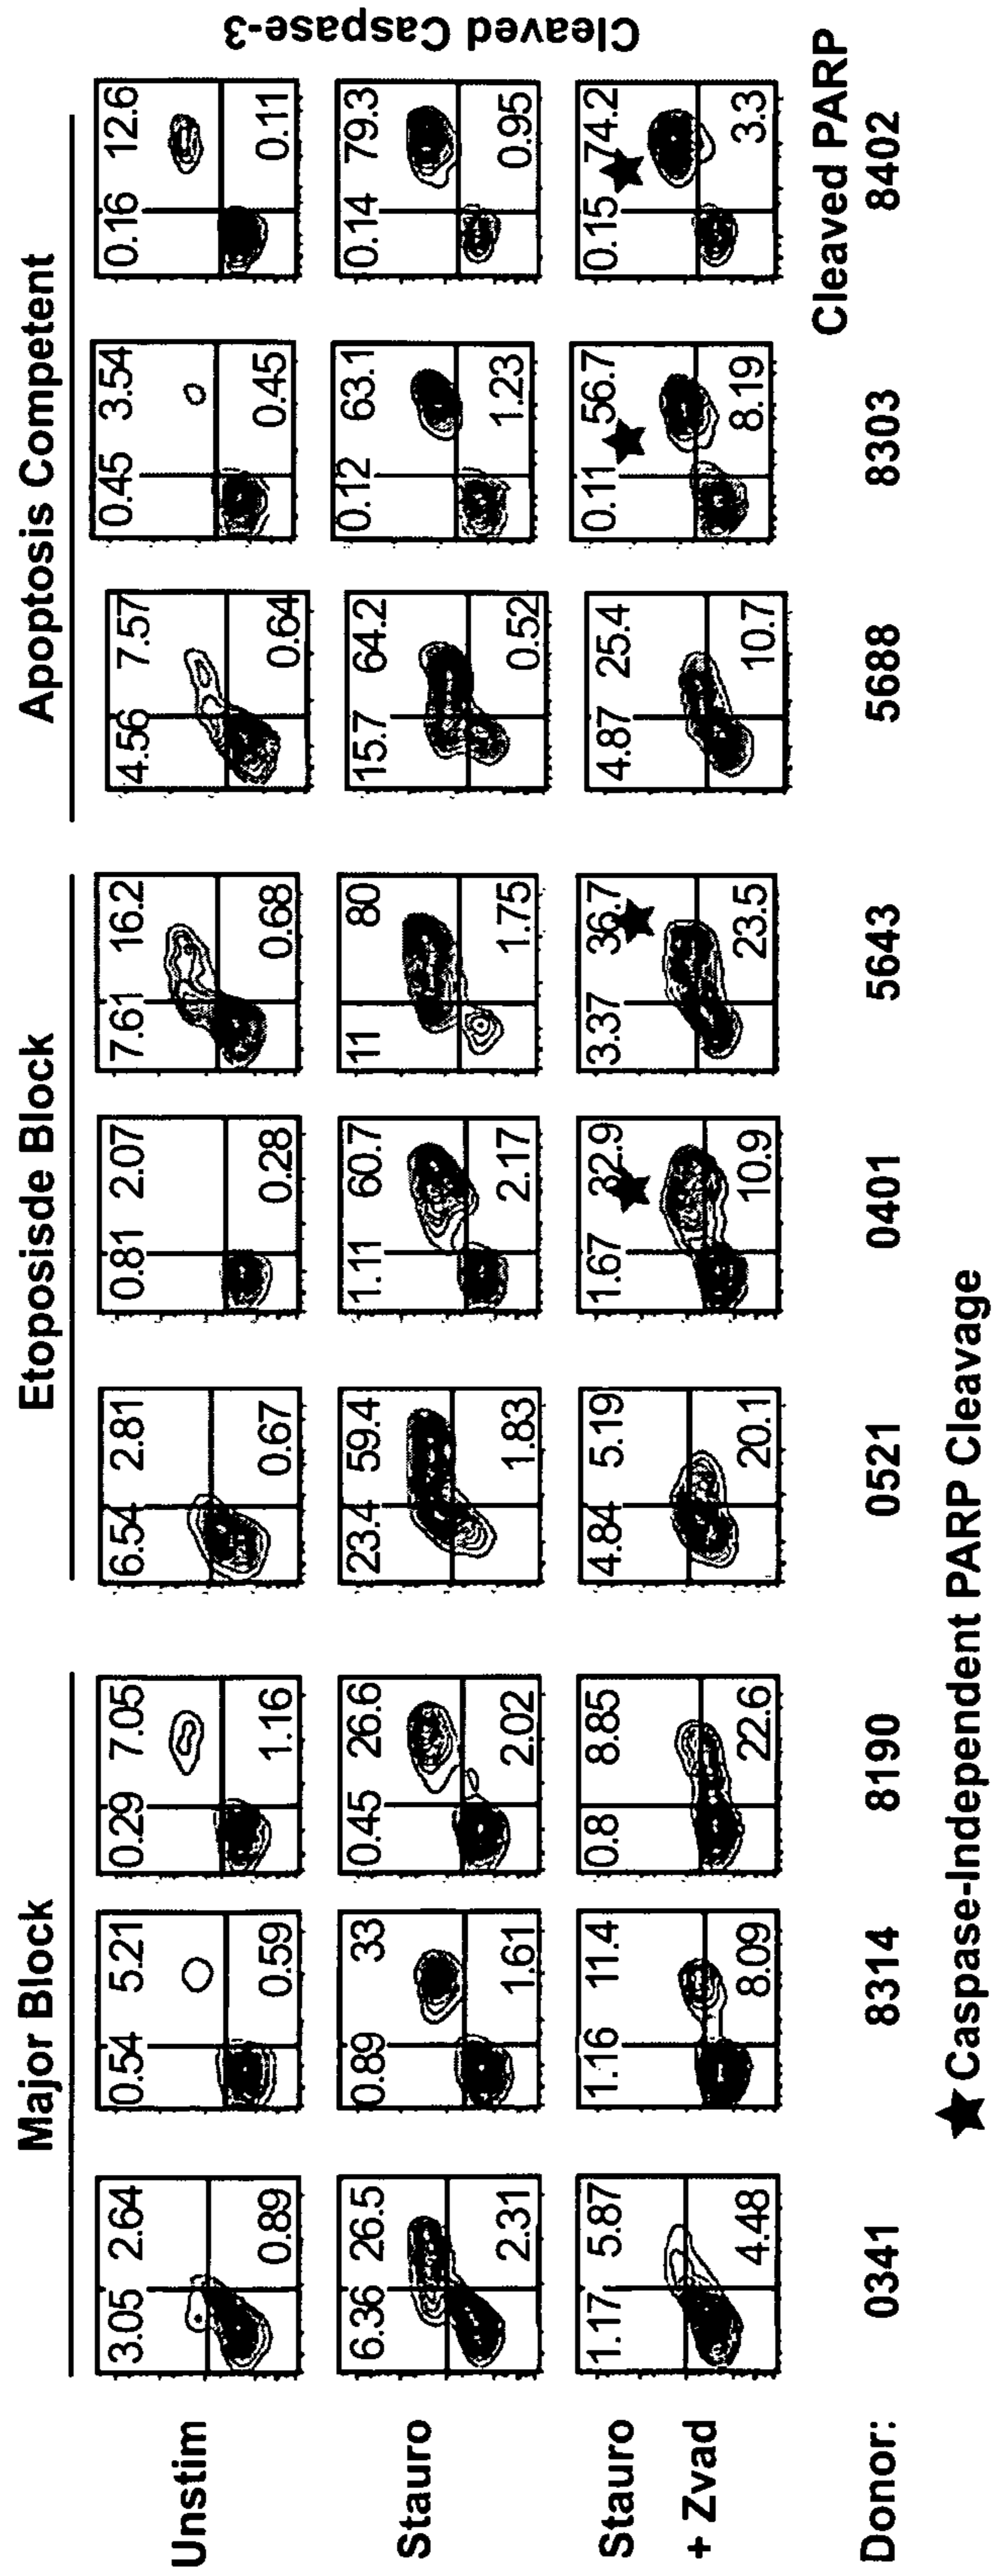 Major Block Etoposisde Block Apoptosis Competent
Unstim
3.05 2.64 0.54 5.21 0.29 7.05 6.54 2.81 0.81 2.07 7.61 16.2 4.56 7.57 0.45 3.54 0.16 12.6
0.89 0.59 1.16 0.67 0.28 0.68 0.64 0.45 0.11
Stauro
6.36 26.5 0.89 33 0.45 26.6 23.4 59.4 1.11 60.7 11 80 15.7 64.2 0.12 63.1 0.14 79.3
2.31 1.61 2.02 1.83 2.17 1.75 0.52 1.23 0.95
Stauro
+ Zvad
1.17 5.87 1.16 11.4 0.8 8.85 4.84 5.19 1.67 32.9 3.37 36.7 4.87 25.4 0.11 56.7 0.15 74.2
4.48 8.09 22.6 20.1 10.9 23.5 10.7 8.19 3.3
Cleaved Caspase-3
Cleaved PARP
Donor: 0341 8314 8190 0521 0401 5643 5688 8303 8402
★ Caspase-Independent PARP Cleavage